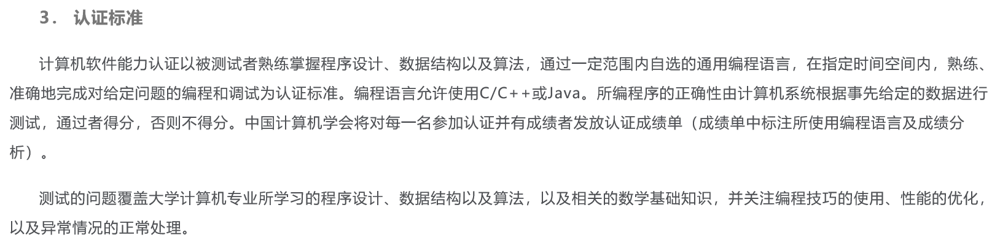 3． 认证标准
计算机软件能力认证以被测试者熟练掌握程序设计、数据结构以及算法，通过一定范围内自选的通用编程语言，在指定时间空间内，熟练、
准确地完成对给定问题的编程和调试为认证标准。编程语言允许使用C/C++或Java。所编程序的正确性由计算机系统根据事先给定的数据进行
测试，通过者得分，否则不得分。中国计算机学会将对每一名参加认证并有成绩者发放认证成绩单（成绩单中标注所使用编程语言及成绩分
析）。
测试的问题覆盖大学计算机专业所学习的程序设计、数据结构以及算法，以及相关的数学基础知识，并关注编程技巧的使用、性能的优化，
以及异常情况的正常处理。